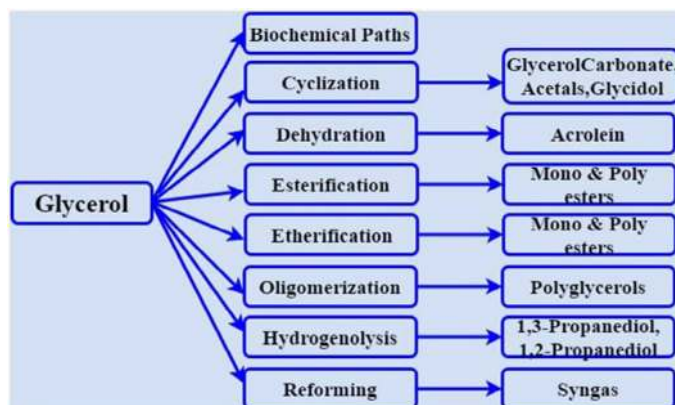 Biochemical Paths
Cyclization
GlycerolCarbonate,
Acetals,Glycidol
Dehydration
Acrolein
Glycerol
Esterification
Mono & Poly
esters
Etherification
Mono & Poly
esters
Oligomerization
Polyglycerols
Hydrogenolysis
1,3-Propanediol,
1,2-Propanediol
Reforming
Syngas